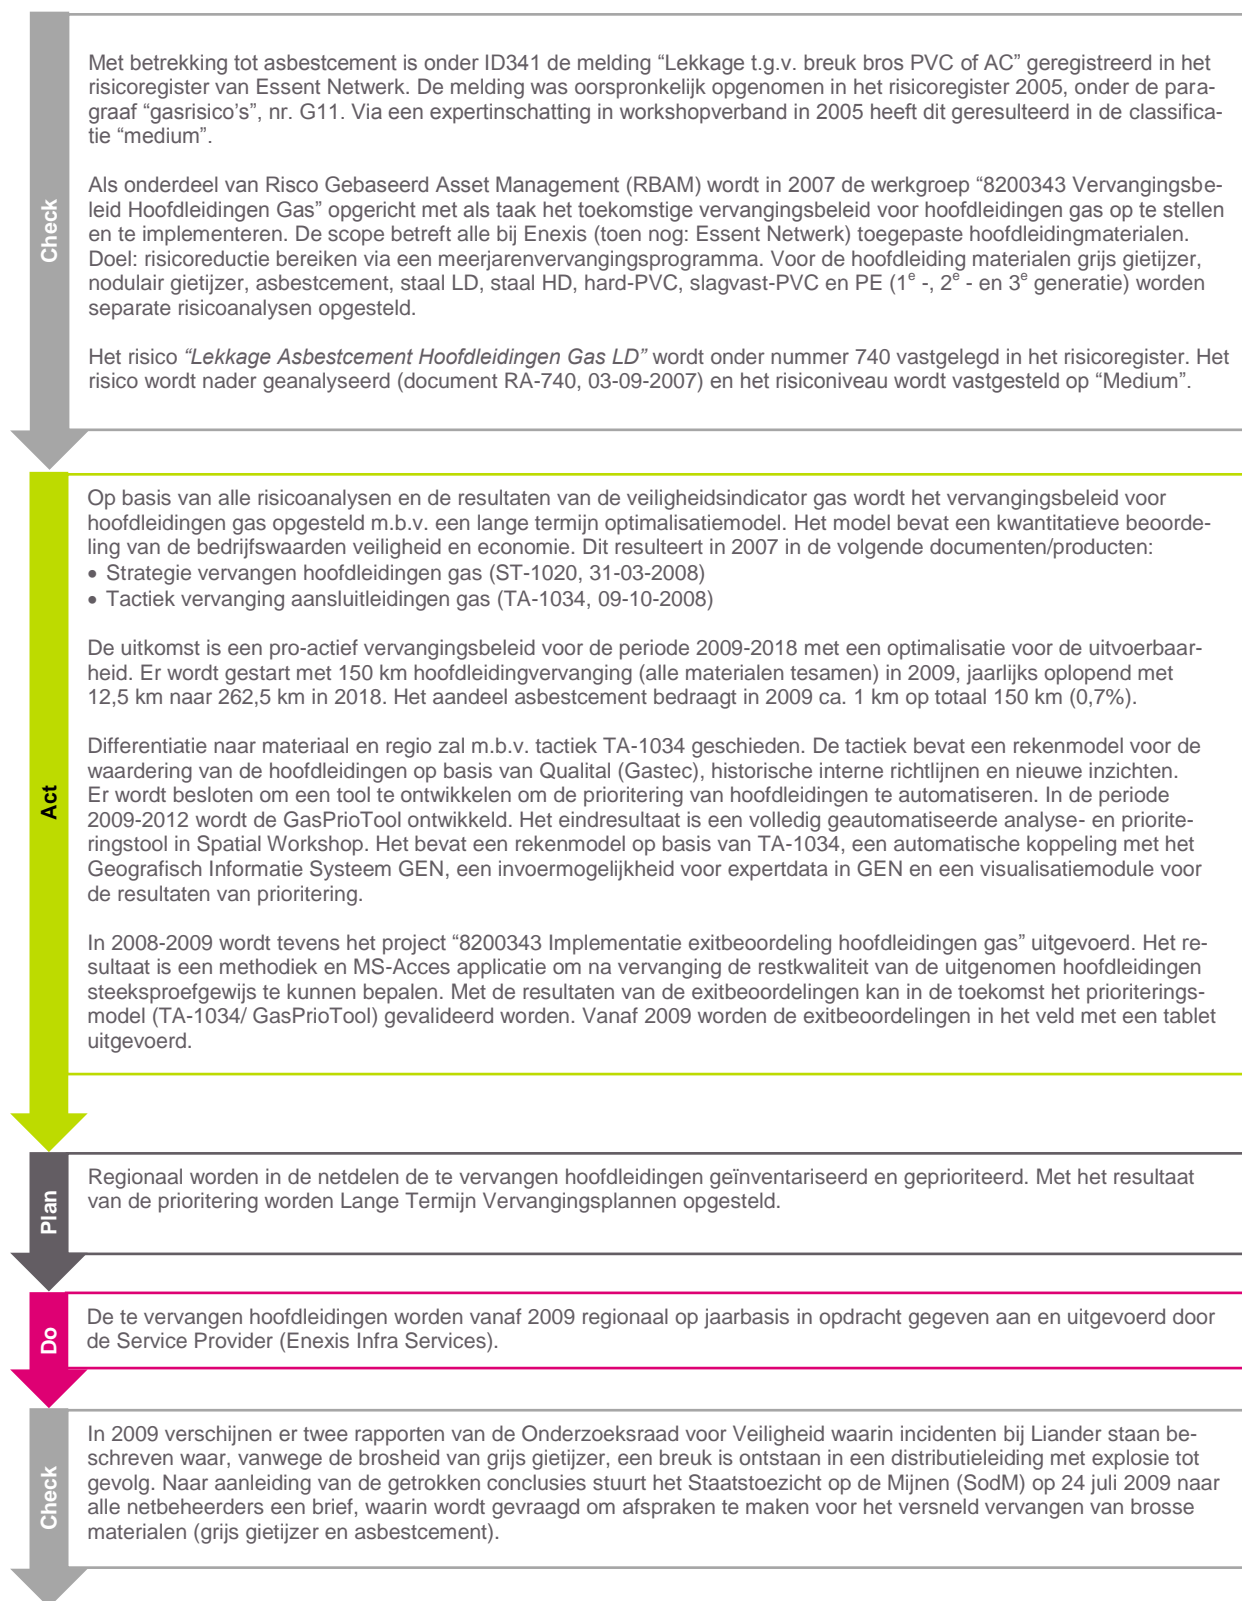 Check
Met betrekking tot asbestcement is onder ID341 de melding “Lekkage t.g.v. breuk bros PVC of AC” geregistreerd in het
risicoregister van Essent Netwerk. De melding was oorspronkelijk opgenomen in het risicoregister 2005, onder de para-
graaf “gasrisico’s”, nr. G11. Via een expertinschatting in workshopverband in 2005 heeft dit geresulteerd in de classifica-
tie “medium”.
Als onderdeel van Risco Gebaseerd Asset Management (RBAM) wordt in 2007 de werkgroep “8200343 Vervangingsbe-
leid Hoofdleidingen Gas” opgericht met als taak het toekomstige vervangingsbeleid voor hoofdleidingen gas op te stellen
en te implementeren. De scope betreft alle bij Enexis (toen nog: Essent Netwerk) toegepaste hoofdleidingmaterialen.
Doel: risicoreductie bereiken via een meerjarenvervangingsprogramma. Voor de hoofdleiding materialen grijs gietijzer,
nodulair gietijzer, asbestcement, staal LD, staal HD, hard-PVC, slagvast-PVC en PE (1e -, 2e - en 3e generatie) worden
separate risicoanalysen opgesteld.
Het risico “Lekkage Asbestcement Hoofdleidingen Gas LD” wordt onder nummer 740 vastgelegd in het risicoregister. Het
risico wordt nader geanalyseerd (document RA-740, 03-09-2007) en het risiconiveau wordt vastgesteld op “Medium”.
Act
Op basis van alle risicoanalysen en de resultaten van de veiligheidsindicator gas wordt het vervangingsbeleid voor
hoofdleidingen gas opgesteld m.b.v. een lange termijn optimalisatiemodel. Het model bevat een kwantitatieve beoorde-
ling van de bedrijfswaarden veiligheid en economie. Dit resulteert in 2007 in de volgende documenten/producten:
• Strategie vervangen hoofdleidingen gas (ST-1020, 31-03-2008)
• Tactiek vervanging aansluitleidingen gas (TA-1034, 09-10-2008)
De uitkomst is een pro-actief vervangingsbeleid voor de periode 2009-2018 met een optimalisatie voor de uitvoerbaar-
heid. Er wordt gestart met 150 km hoofdleidingvervanging (alle materialen tesamen) in 2009, jaarlijks oplopend met
12,5 km naar 262,5 km in 2018. Het aandeel asbestcement bedraagt in 2009 ca. 1 km op totaal 150 km (0,7%).
Differentiatie naar materiaal en regio zal m.b.v. tactiek TA-1034 geschieden. De tactiek bevat een rekenmodel voor de
waardering van de hoofdleidingen op basis van Qualital (Gastec), historische interne richtlijnen en nieuwe inzichten.
Er wordt besloten om een tool te ontwikkelen om de prioritering van hoofdleidingen te automatiseren. In de periode
2009-2012 wordt de GasPrioTool ontwikkeld. Het eindresultaat is een volledig geautomatiseerde analyse- en priorite-
ringstool in Spatial Workshop. Het bevat een rekenmodel op basis van TA-1034, een automatische koppeling met het
Geografisch Informatie Systeem GEN, een invoermogelijkheid voor expertdata in GEN en een visualisatiemodule voor
de resultaten van prioritering.
In 2008-2009 wordt tevens het project “8200343 Implementatie exitbeoordeling hoofdleidingen gas” uitgevoerd. Het re-
sultaat is een methodiek en MS-Acces applicatie om na vervanging de restkwaliteit van de uitgenomen hoofdleidingen
steeksproefgewijs te kunnen bepalen. Met de resultaten van de exitbeoordelingen kan in de toekomst het prioriterings-
model (TA-1034/ GasPrioTool) gevalideerd worden. Vanaf 2009 worden de exitbeoordelingen in het veld met een tablet
uitgevoerd.
Plan
Regionaal worden in de netdelen de te vervangen hoofdleidingen geïnventariseerd en geprioriteerd. Met het resultaat
van de prioritering worden Lange Termijn Vervangingsplannen opgesteld.
Do
De te vervangen hoofdleidingen worden vanaf 2009 regionaal op jaarbasis in opdracht gegeven aan en uitgevoerd door
de Service Provider (Enexis Infra Services).
Check
In 2009 verschijnen er twee rapporten van de Onderzoeksraad voor Veiligheid waarin incidenten bij Liander staan be-
schreven waar, vanwege de brosheid van grijs gietijzer, een breuk is ontstaan in een distributieleiding met explosie tot
gevolg. Naar aanleiding van de getrokken conclusies stuurt het Staatsoezicht op de Mijnen (SodM) op 24 juli 2009 naar
alle netbeheerders een brief, waarin wordt gevraagd om afspraken te maken voor het versneld vervangen van brosse
materialen (grijs gietijzer en asbestcement).